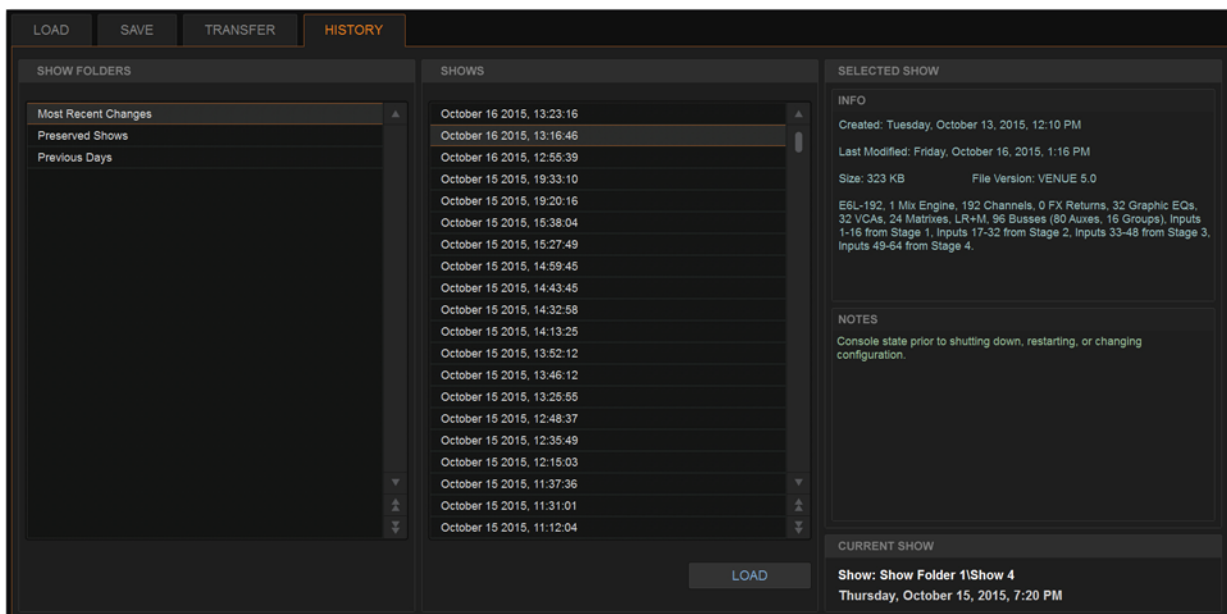 LOAD
SAVE
TRANSFER
HISTORY
SHOW FOLDERS
Most Recent Changes
Preserved Shows
Previous Days
SHOWS
October 16 2015, 13:23:16
October 16 2015, 13:16:46
October 16 2015, 12:55:39
October 15 2015, 19:33:10
October 15 2015, 19:20:16
October 15 2015, 15:38:04
October 15 2015, 15:27:49
October 15 2015, 14:59:45
October 15 2015, 14:43:45
October 15 2015, 14:32:58
October 15 2015, 14:13:25
October 15 2015, 13:52:12
October 15 2015, 13:46:12
October 15 2015, 13:25:55
October 15 2015, 12:48:37
October 15 2015, 12:35:49
October 15 2015, 12:15:03
October 15 2015, 11:37:36
October 15 2015, 11:31:01
October 15 2015, 11:12:04
LOAD
SELECTED SHOW
INFO
Created: Tuesday, October 13, 2015, 12:10 PM
Last Modified: Friday, October 16, 2015, 1:16 PM
Size: 323 KB File Version: VENUE 5.0
E6L-192, 1 Mix Engine, 192 Channels, 0 FX Returns, 32 Graphic EQs,
32 VCAs, 24 Matrixes, LR+M, 96 Busses (80 Auxes, 16 Groups), Inputs
1-16 from Stage 1, Inputs 17-32 from Stage 2, Inputs 33-48 from Stage 3,
Inputs 49-64 from Stage 4.
NOTES
Console state prior to shutting down, restarting, or changing
configuration.
CURRENT SHOW
Show: Show Folder 1\Show 4
Thursday, October 15, 2015, 7:20 PM